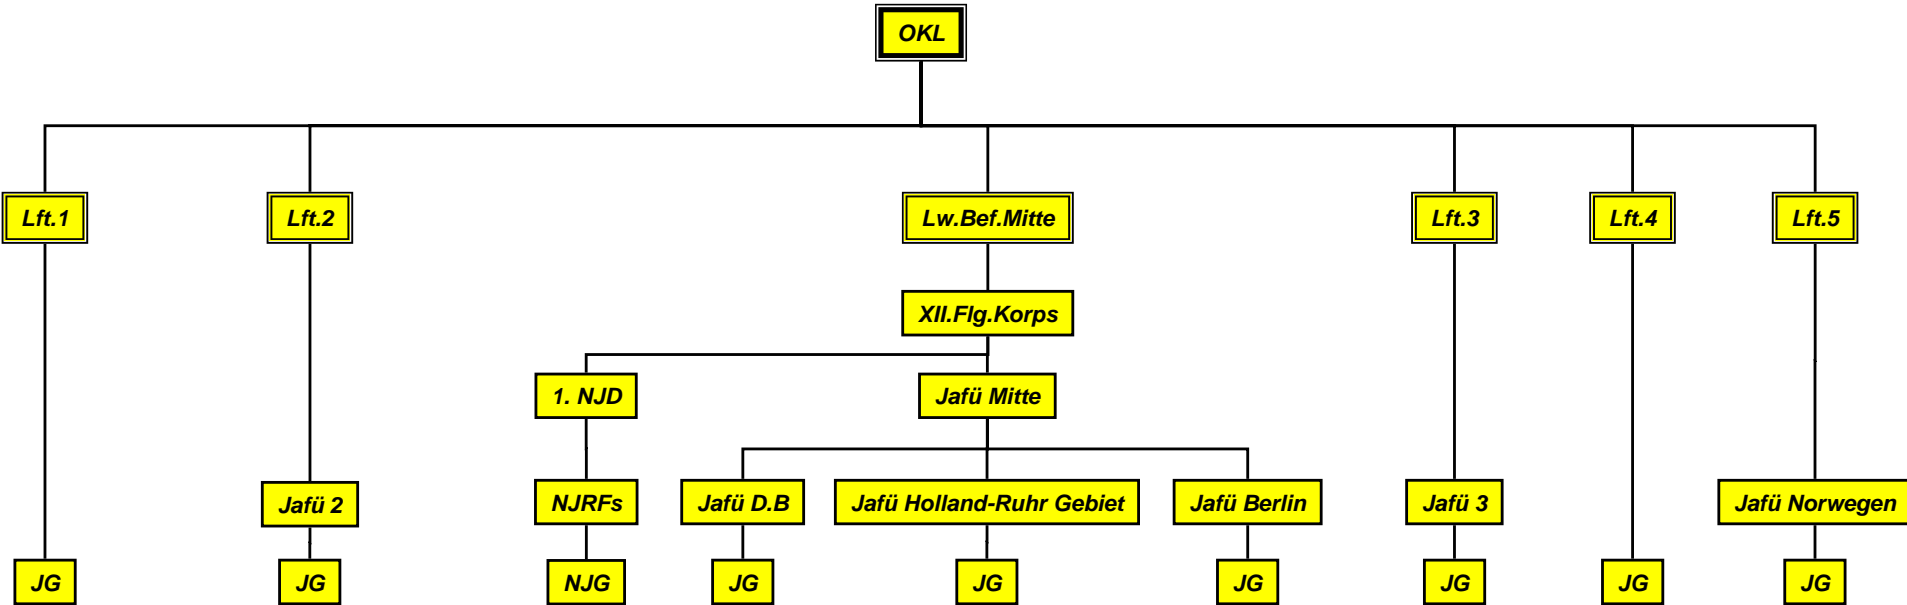 OKL
Lft.1
Lft.2
Lw.Bef.Mitte
Lft.3
Lft.4
Lft.5
XII.Flg.Korps
1. NJD
Jafü Mitte
Jafü 2
NJRFs
Jafü D.B
Jafü Holland-Ruhr Gebiet
Jafü Berlin
Jafü 3
Jafü Norwegen
JG
JG
NJG
JG
JG
JG
JG
JG
JG